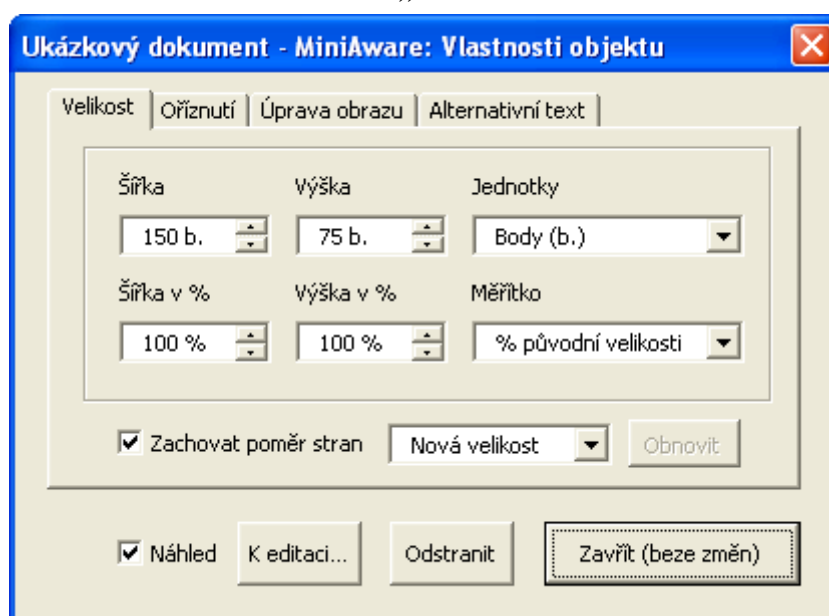 Ukázkový dokument - MiniAware: Vlastnosti objektu
Velikost Oříznutí Úprava obrazu Alternativní text
Šířka Výška Jednotky
150 b. 75 b. Body (b.)
Šířka v % Výška v % Měřítko
100 % 100 % % původní velikosti
Zachovat poměr stran Nová velikost Obnovit
Náhled K editaci... Odstranit Zavřít (beze změn)